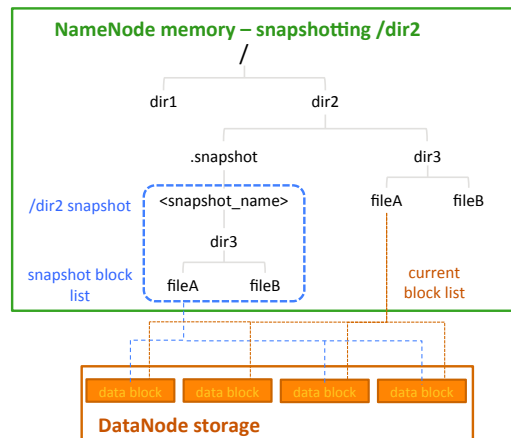 NameNode memory – snapshotting /dir2
/
dir1
dir2
.snapshot
dir3
/dir2 snapshot
<snapshot_name>
fileA
fileB
dir3
snapshot block
list
fileA
fileB
current
block list
data block
data block
data block
data block
DataNode storage